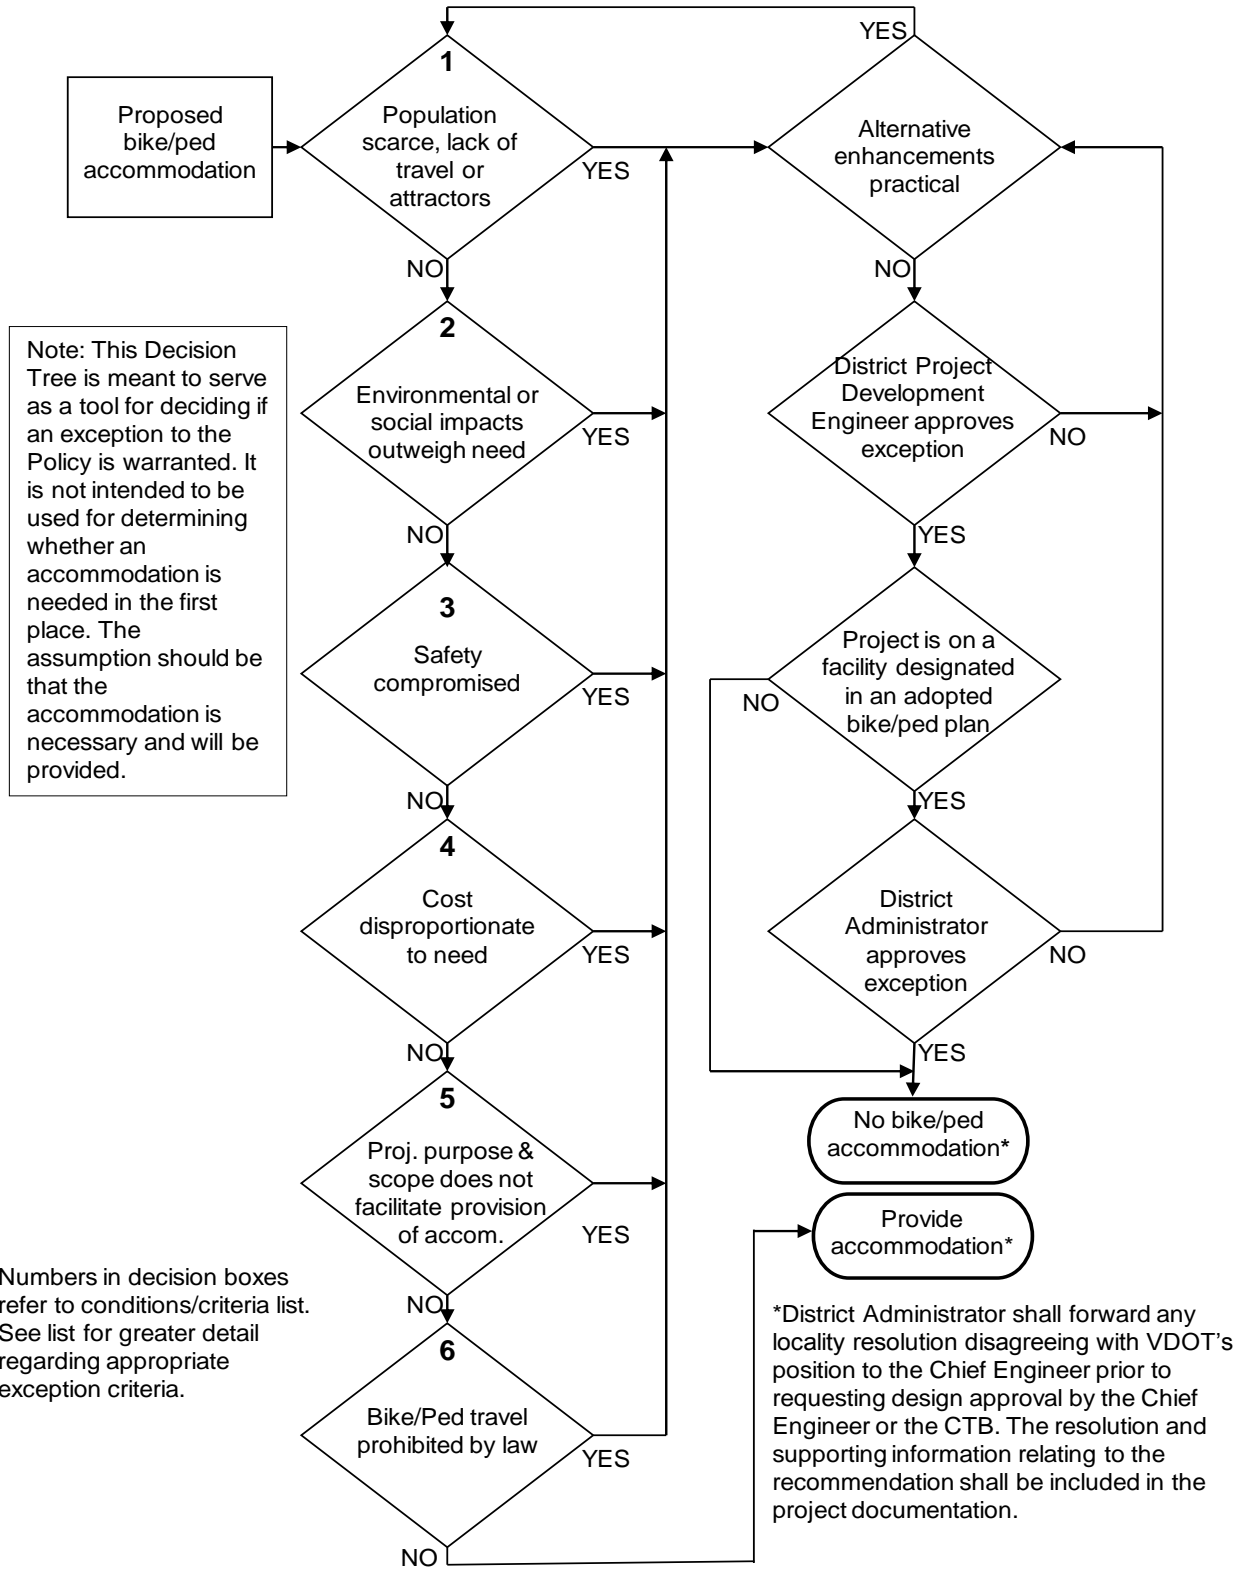 YES
1
Proposed
bike/ped
accommodation
Population
scarce, lack of
travel or
attractors
YES
NO
Alternative
enhancements
practical
NO
2
Environmental or
social impacts
outweigh need
YES
NO
District Project
Development
Engineer approves
exception
NO
YES
Note: This Decision
Tree is meant to serve
as a tool for deciding if
an exception to the
Policy is warranted. It
is not intended to be
used for determining
whether an
accommodation is
needed in the first
place. The
assumption should be
that the
accommodation is
necessary and will be
provided.
3
Safety
compromised
YES
NO
Project is on a
facility designated
in an adopted
bike/ped plan
NO
YES
4
Cost
disproportionate
to need
YES
NO
District
Administrator
approves
exception
NO
YES
5
Proj. purpose &
scope does not
facilitate provision
of accom.
YES
NO
No bike/ped
accommodation*
Provide
accommodation*
Numbers in decision boxes
refer to conditions/criteria list.
See list for greater detail
regarding appropriate
exception criteria.
6
Bike/Ped travel
prohibited by law
YES
NO
*District Administrator shall forward any
locality resolution disagreeing with VDOT's
position to the Chief Engineer prior to
requesting design approval by the Chief
Engineer or the CTB. The resolution and
supporting information relating to the
recommendation shall be included in the
project documentation.